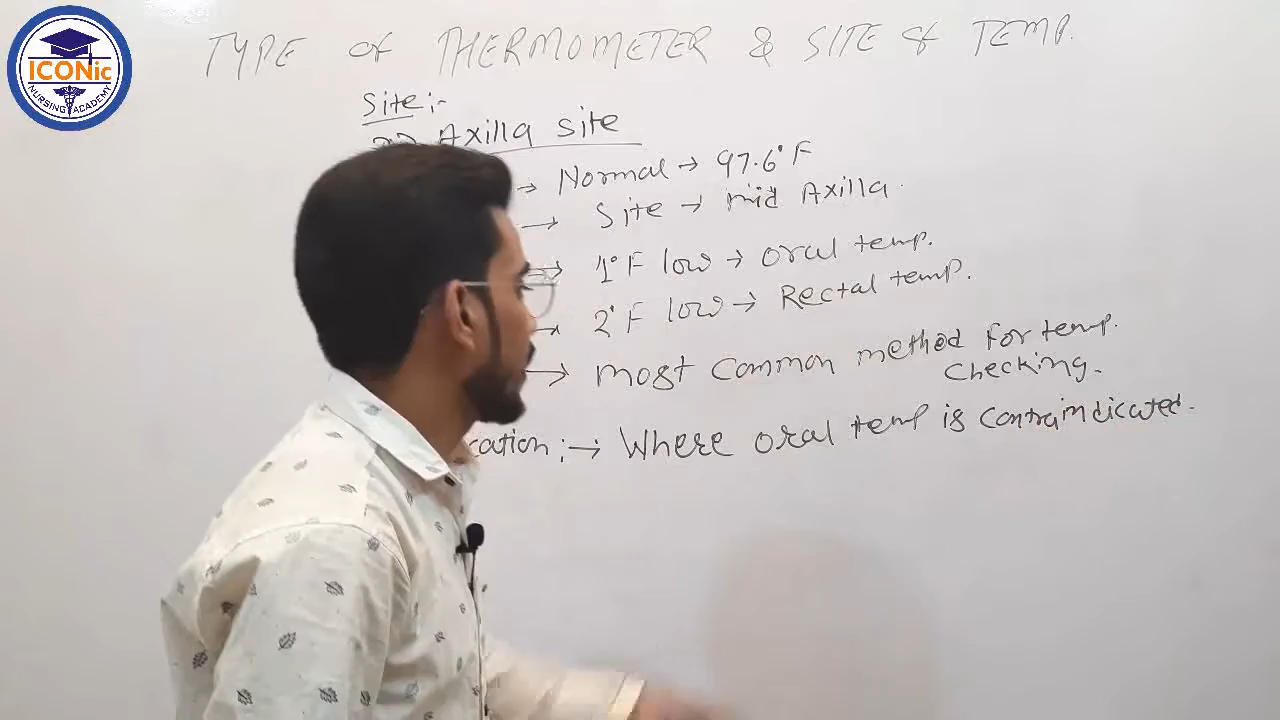 ICONic
NURSING ACADEMY
TYPE of THERMOMETER & SITE of TEMP.
Site:-
Axilla site
→ Normal → 97.6°F
→ Site → mid Axilla.
→ 1°F low → oral temp.
→ 2°F low → Rectal temp.
→ most common method for temp.
checking.
cation:→ Where oral temp is contraindicated.